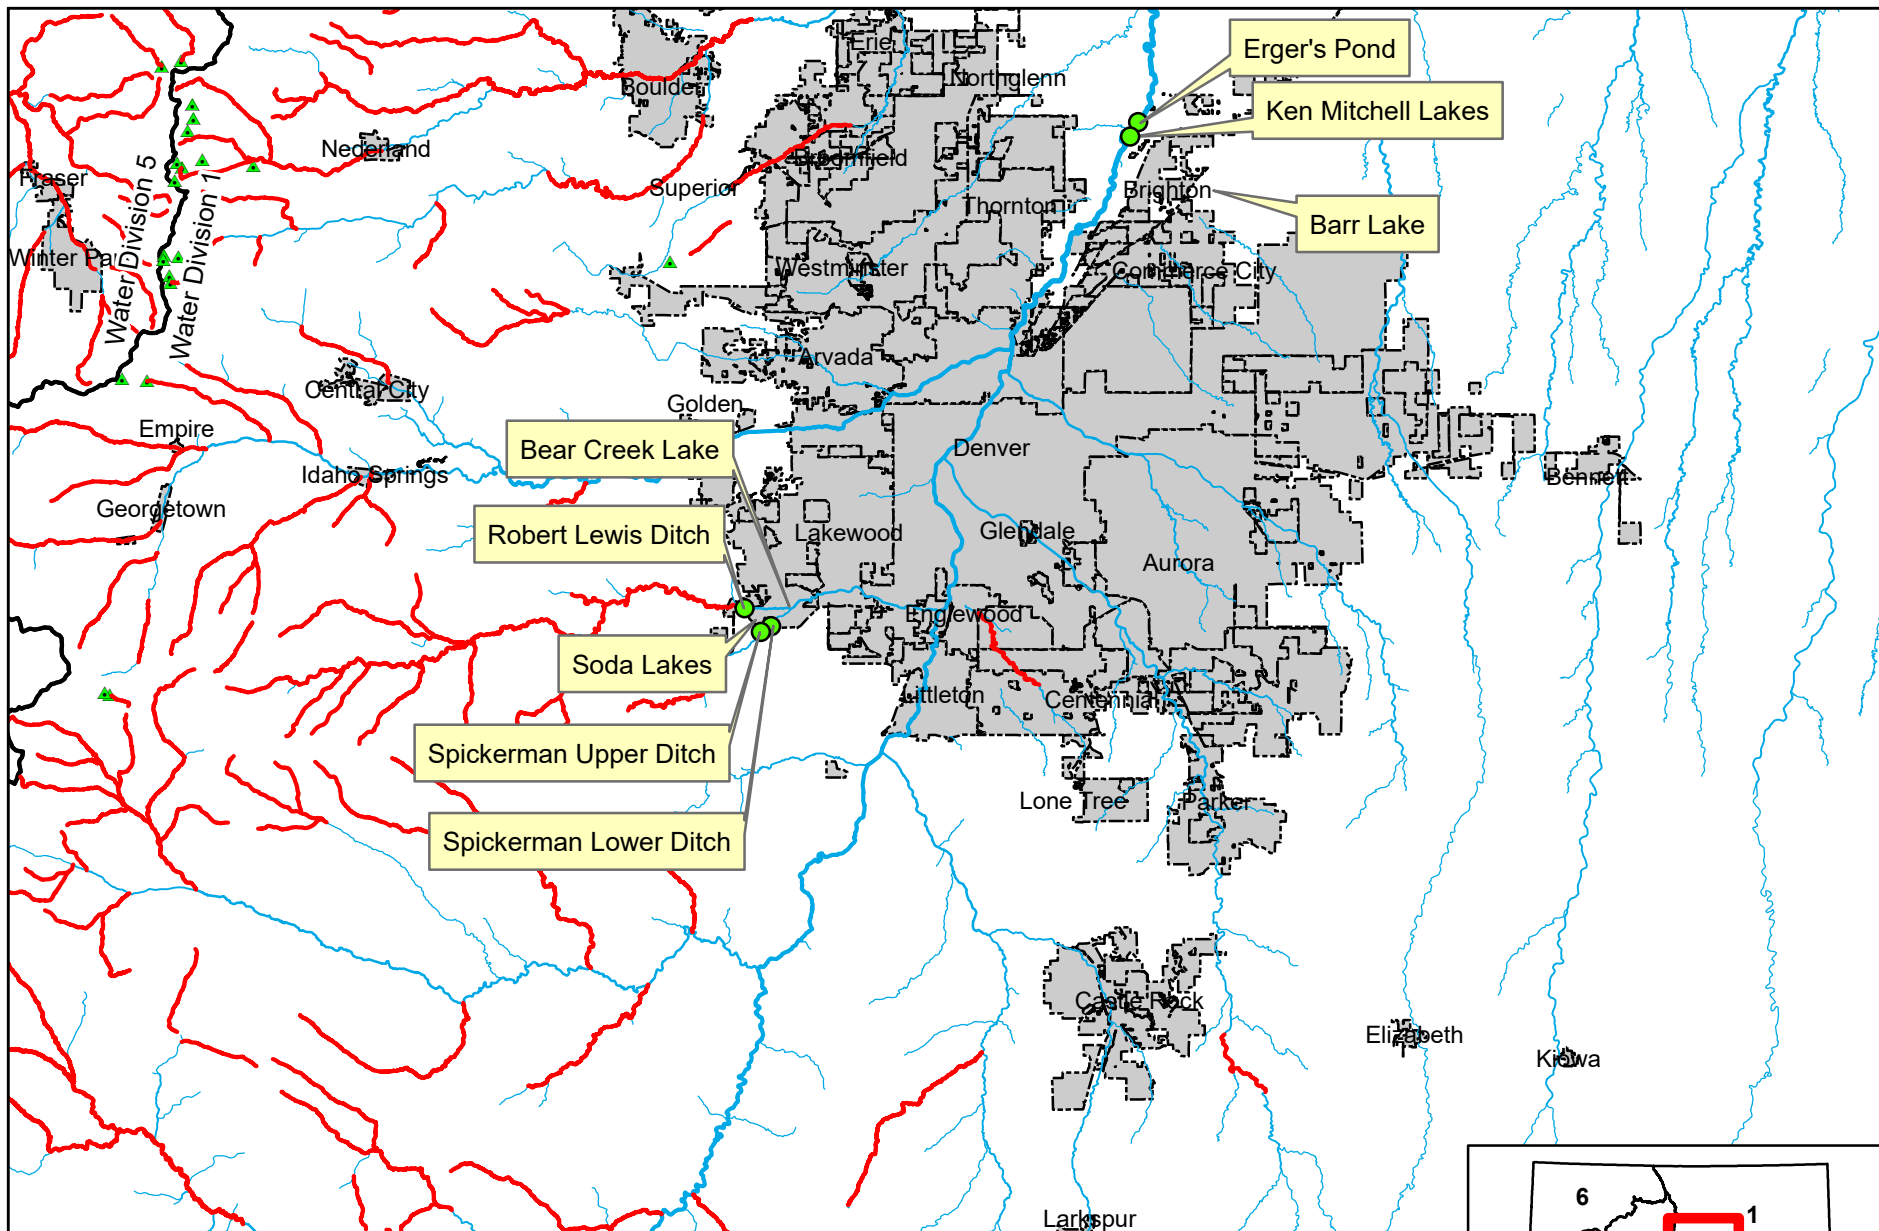 Erie
Erger's Pond
Northglenn
Boulder
Ken Mitchell Lakes
Nederland
Broomfield
Fraser
Superior
Brighton
Thornton
Barr Lake
Water Division 5
Water Division 1
Winter Pa
Westminster
Commerce City
Arvada
Central City
Golden
Empire
Bear Creek Lake
Denver
Idaho Springs
Bennett
Georgetown
Robert Lewis Ditch
Lakewood
Glendale
Aurora
Englewood
Soda Lakes
Littleton
Centennial
Spickerman Upper Ditch
Lone Tree
Parker
Spickerman Lower Ditch
Castle Rock
Elizabeth
Kiowa
Larkspur
6
1